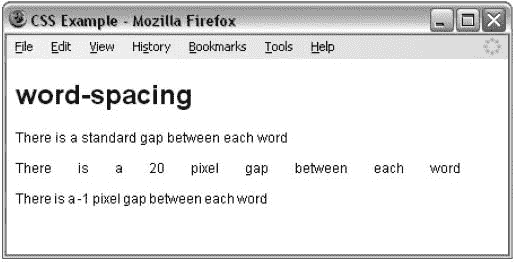 CSS Example - Mozilla Firefox
File Edit View History Bookmarks Tools Help
word-spacing
There is a standard gap between each word
There is a 20 pixel gap between each word
There is a -1 pixel gap between each word